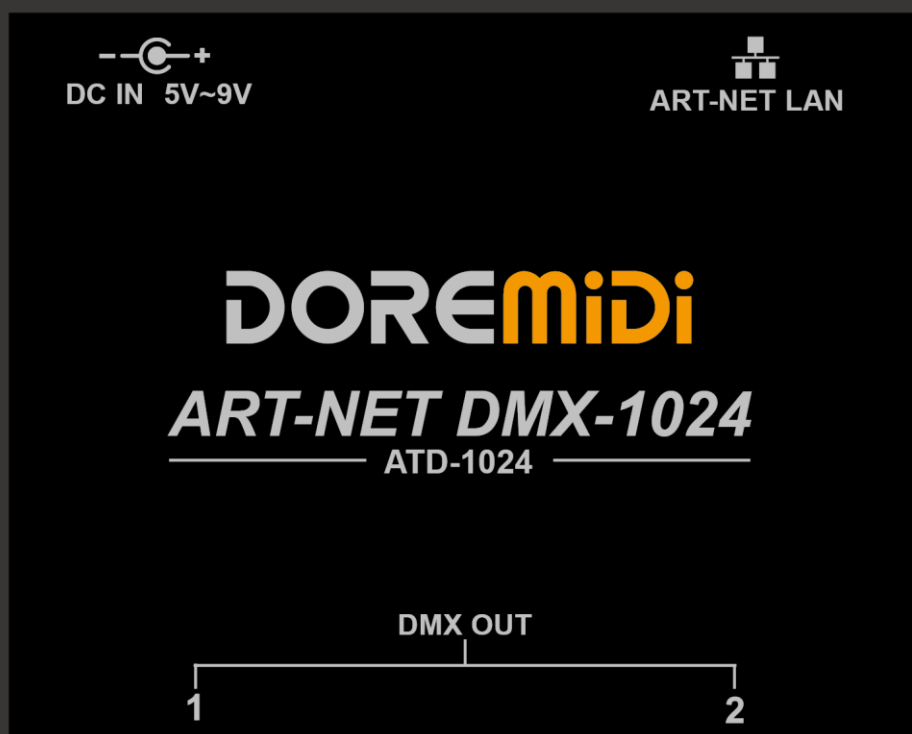 DC IN 5V~9V
ART-NET LAN
DOREMiDi
ART-NET DMX-1024
ATD-1024
DMX OUT
1
2